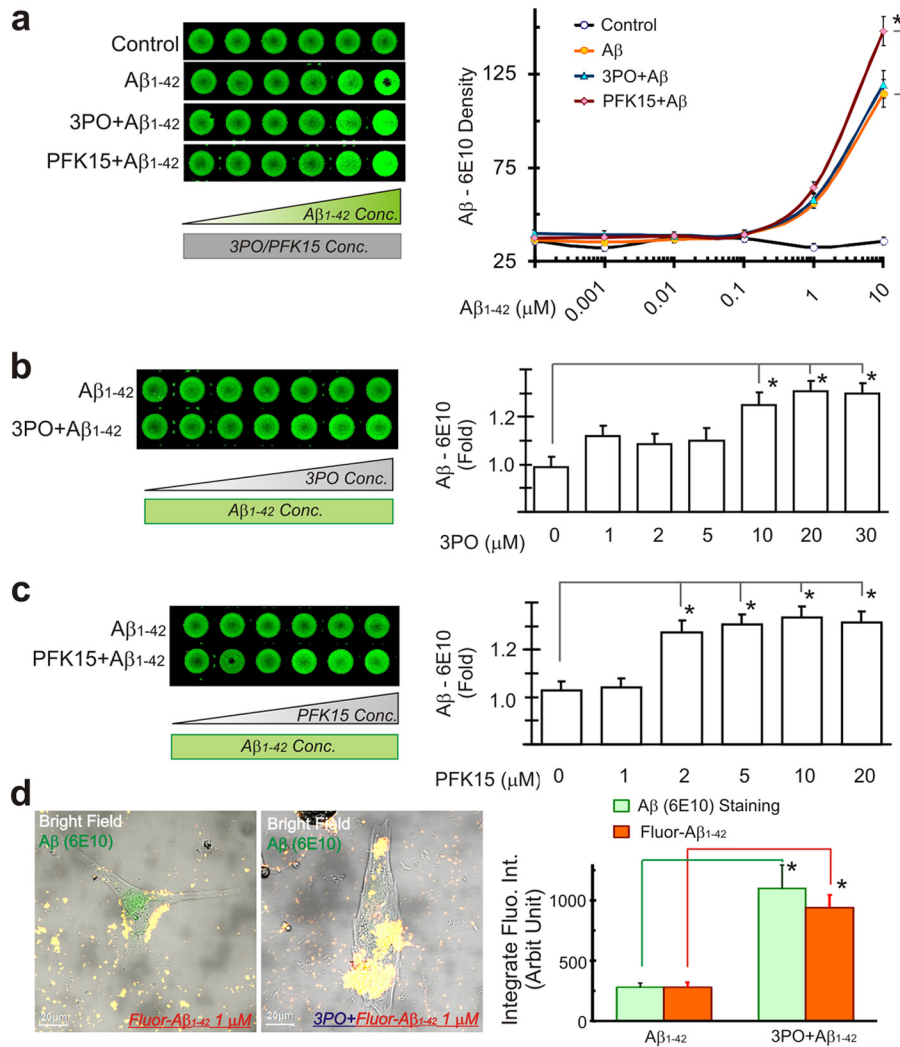 a
Control
Aβ1-42
3PO+Aβ1-42
PFK15+Aβ1-42
Aβ1-42 Conc.
3PO/PFK15 Conc.
Control
Aβ
3PO+Aβ
PFK15+Aβ
*
Aβ - 6E10 Density
125
75
25
Aβ1-42 (μM)
0.001
0.01
0.1
1
10
b
Aβ1-42
3PO+Aβ1-42
3PO Conc.
Aβ1-42 Conc.
Aβ - 6E10
(Fold)
1.2
1.0
* * *
3PO (μM)
0 1 2 5 10 20 30
c
Aβ1-42
PFK15+Aβ1-42
PFK15 Conc.
Aβ1-42 Conc.
Aβ - 6E10
(Fold)
1.2
1.0
* * * *
PFK15 (μM)
0 1 2 5 10 20
d
Bright Field
Aβ (6E10)
20μm
Fluor-Aβ1-42 1 μM
Bright Field
Aβ (6E10)
20μm
3PO+Fluor-Aβ1-42 1 μM
Aβ (6E10) Staining
Fluor-Aβ1-42
Integrate Fluo. Int.
(Arbit Unit)
1000
500
0
* *
Aβ1-42
3PO+Aβ1-42